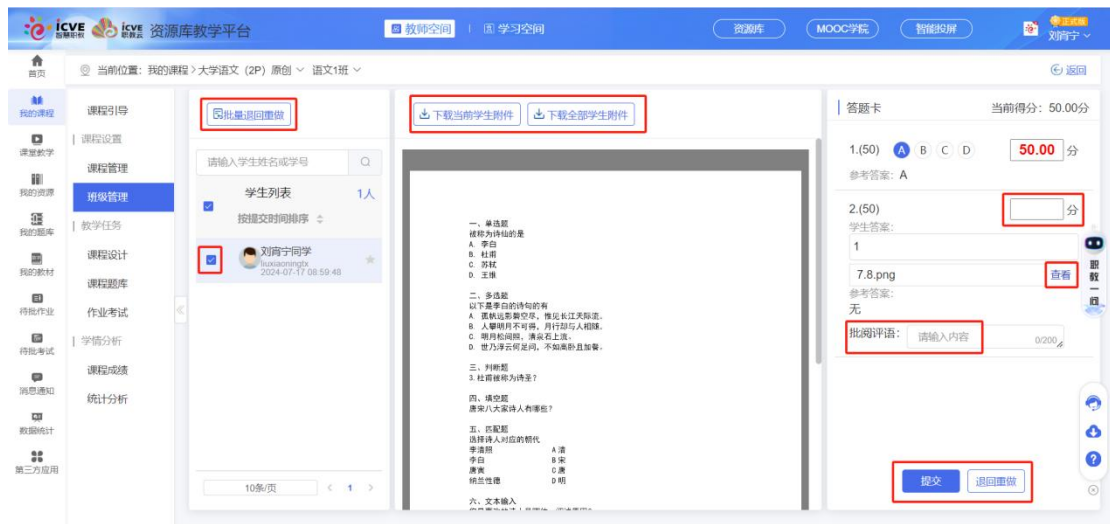 icve 智慧职教 icve 职教云 资源库教学平台
教师空间 学习空间
资源库 MOOC学院 智能投屏
正式版
刘宵宁
首页
当前位置：我的课程>大学语文（2P）原创 语文1班
返回
我的课程
课堂教学
我的资源
我的题库
我的教材
待批作业
待批考试
消息通知
数据统计
第三方应用
课程引导
课程设置
课程管理
班级管理
教学任务
课程设计
课程题库
作业考试
学情分析
课程成绩
统计分析
批量退回重做
请输入学生姓名或学号
学生列表 1人
按提交时间排序
刘宵宁同学
liuxiaoningtx
2024-07-17 08:59:48
10条/页 < 1 >
下载当前学生附件 下载全部学生附件
一、单选题
被称为诗仙的是
A. 李白
B. 杜甫
C. 苏轼
D. 王维
二、多选题
以下是李白的诗句的有
A. 孤帆远影碧空尽，惟见长江天际流。
B. 人攀明月不可得，月行却与人相随。
C. 明月松间照，清泉石上流。
D. 世乃浮云何足问，不如高卧且加餐。
三、判断题
3.杜甫被称为诗圣？
四、填空题
唐宋八大家诗人有哪些？
五、匹配题
选择诗人对应的朝代
李清照 A 清
李白 B 宋
唐寅 C 唐
纳兰性德 D 明
六、文本输入
答题卡 当前得分：50.00分
1.(50) A B C D 50.00 分
参考答案：A
2.(50) 分
学生答案：
1
7.8.png 查看
参考答案：
无
批阅评语： 请输入内容 0/200
提交 退回重做
职教一问